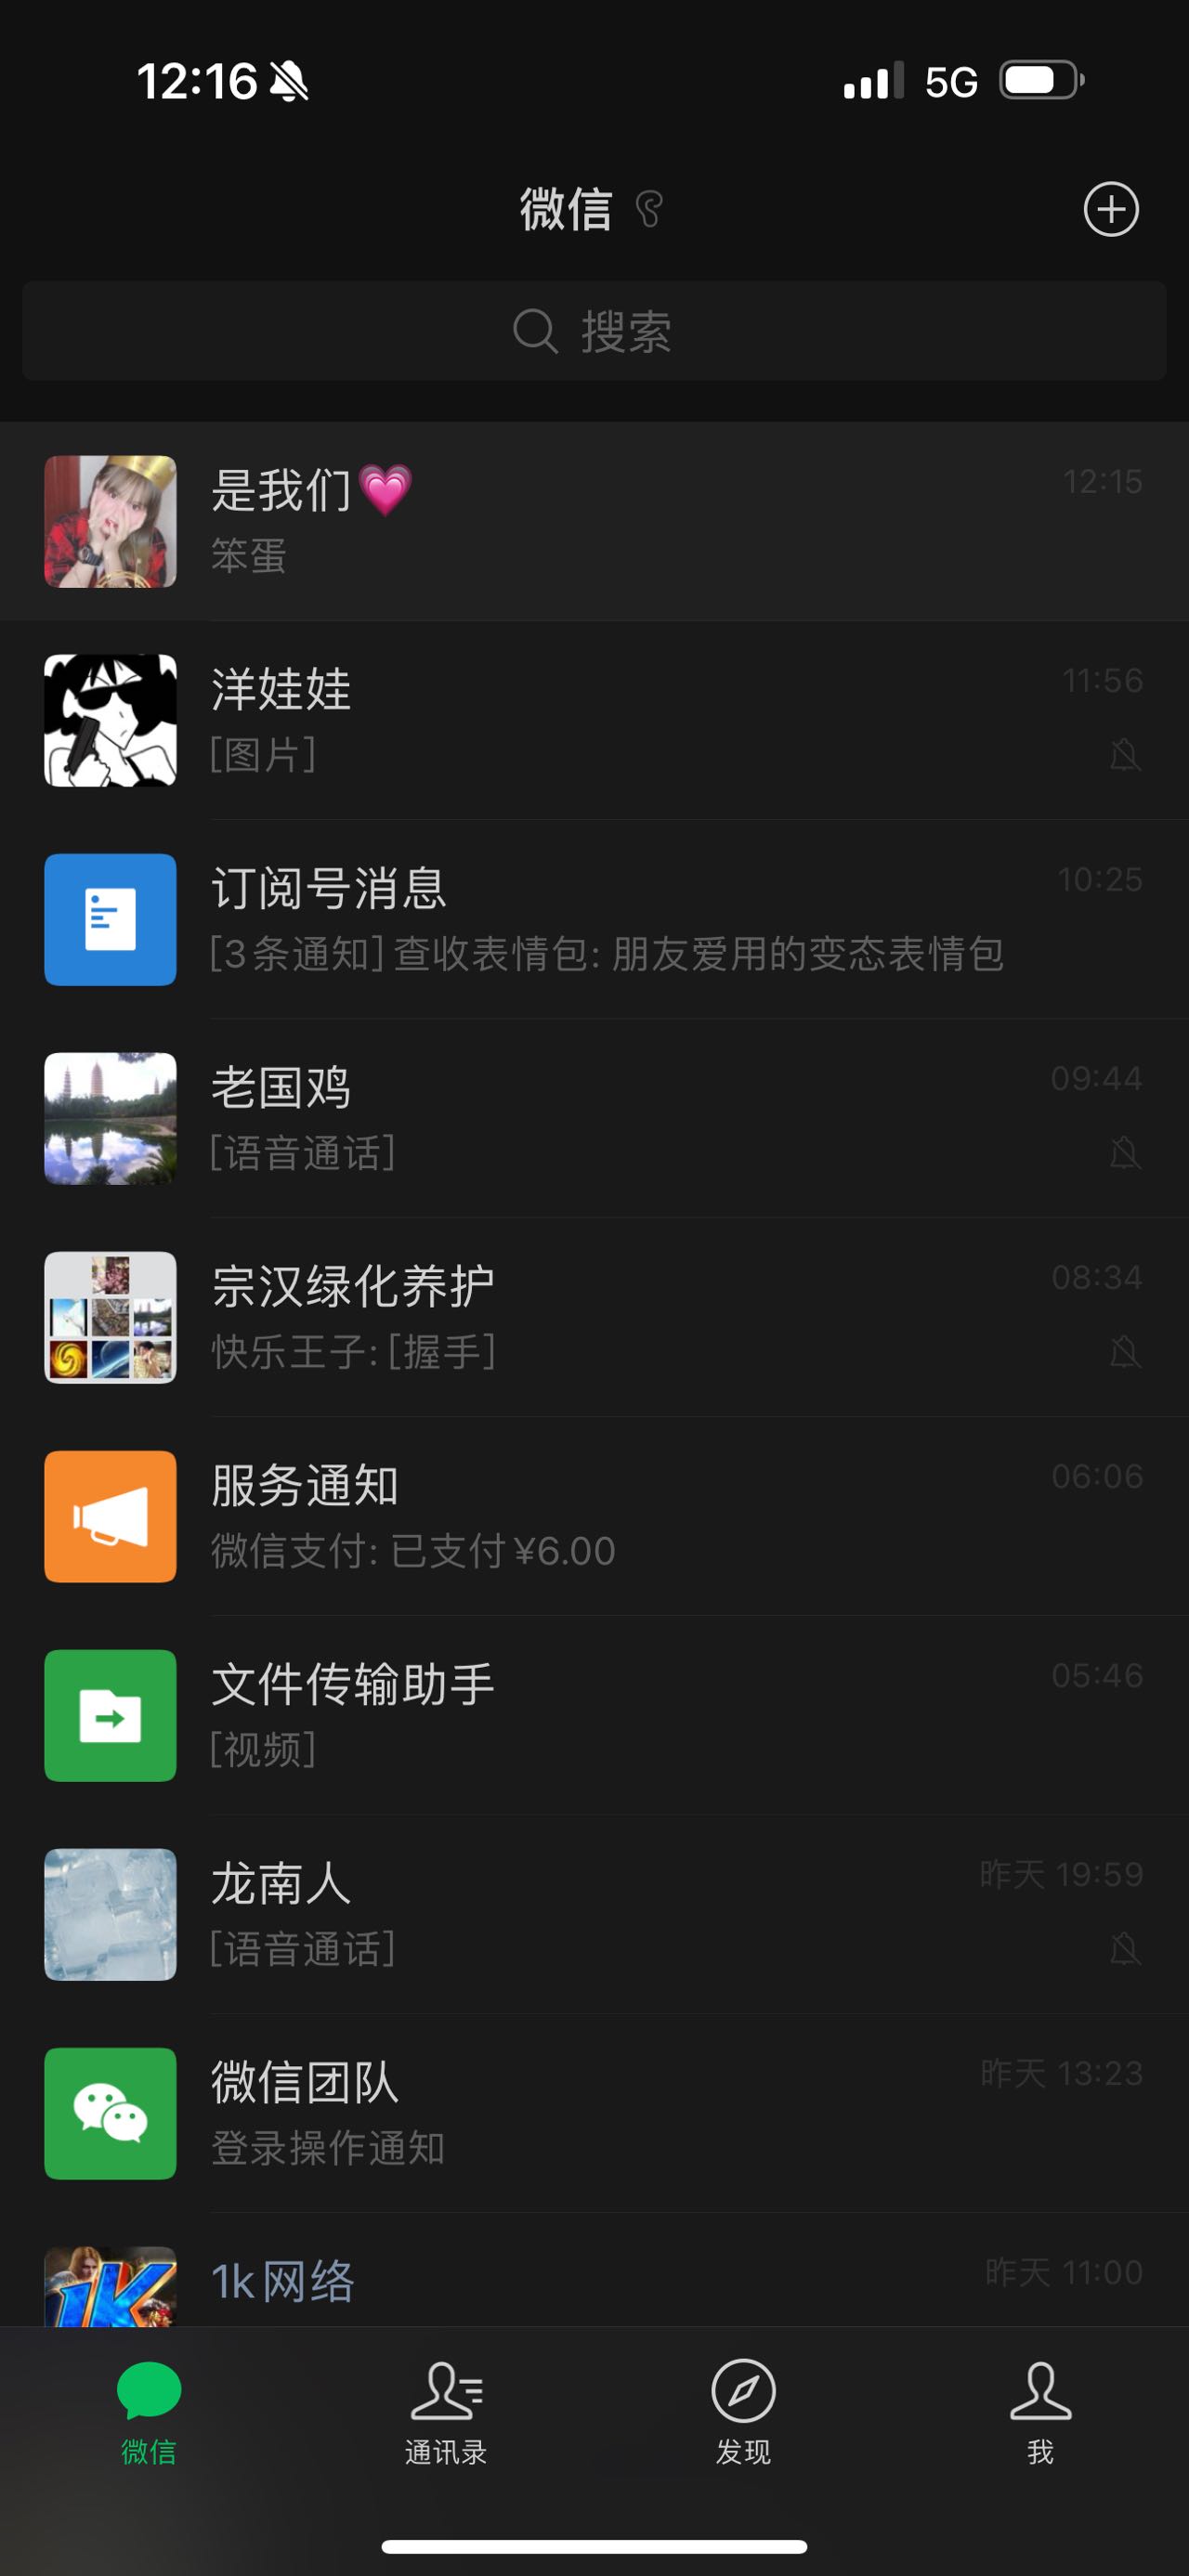 12:16
5G
微信
搜索
是我们💗
12:15
笨蛋
洋娃娃
11:56
[图片]
订阅号消息
10:25
[3条通知] 查收表情包: 朋友爱用的变态表情包
老国鸡
09:44
[语音通话]
宗汉绿化养护
08:34
快乐王子: [握手]
服务通知
06:06
微信支付: 已支付¥6.00
文件传输助手
05:46
[视频]
龙南人
昨天 19:59
[语音通话]
微信团队
昨天 13:23
登录操作通知
1K
1k网络
昨天 11:00
微信
通讯录
发现
我